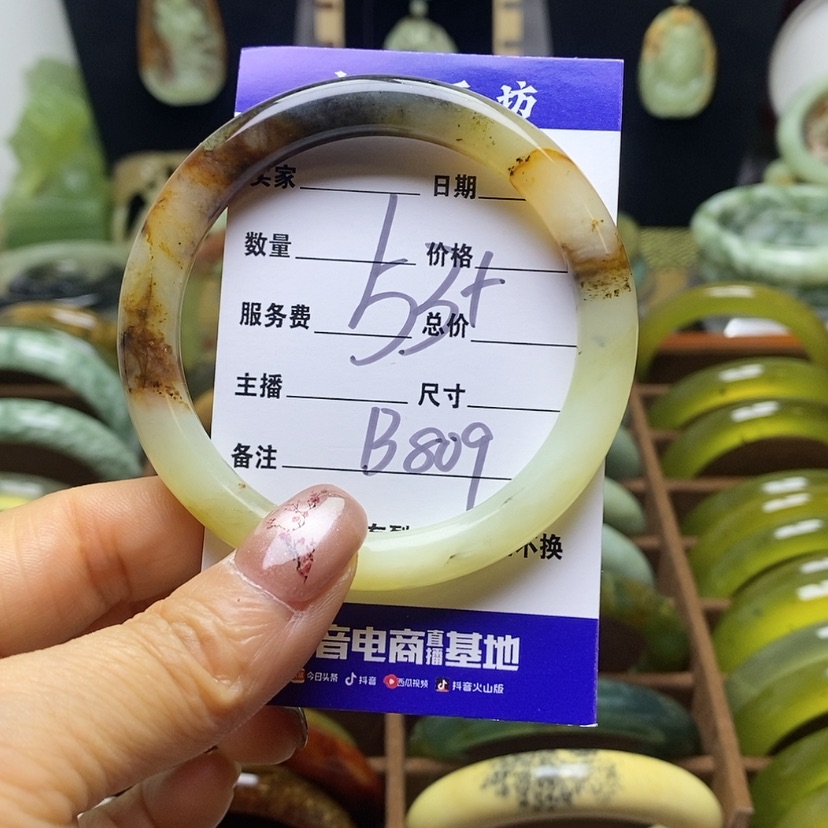 坊
卖家 日期
数量 价格
53+
服务费 总价
主播 尺寸
备注 B809
不换
音电商直播基地
今日头条 抖音 西瓜视频 抖音火山版